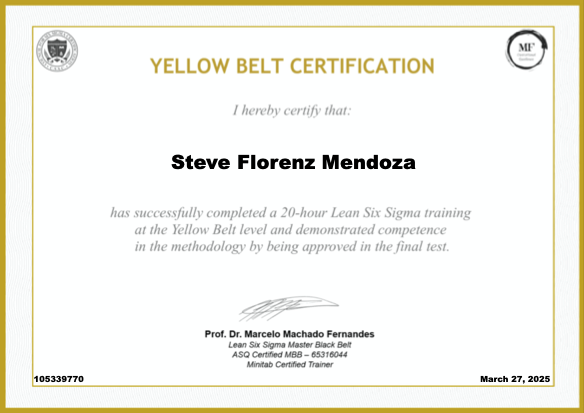 MF
YELLOW BELT CERTIFICATION
I hereby certify that:
Steve Florenz Mendoza
has successfully completed a 20-hour Lean Six Sigma training
at the Yellow Belt level and demonstrated competence
in the methodology by being approved in the final test.
Prof. Dr. Marcelo Machado Fernandes
Lean Six Sigma Master Black Belt
ASQ Certified MBB – 65316044
Minitab Certified Trainer
105339770
March 27, 2025